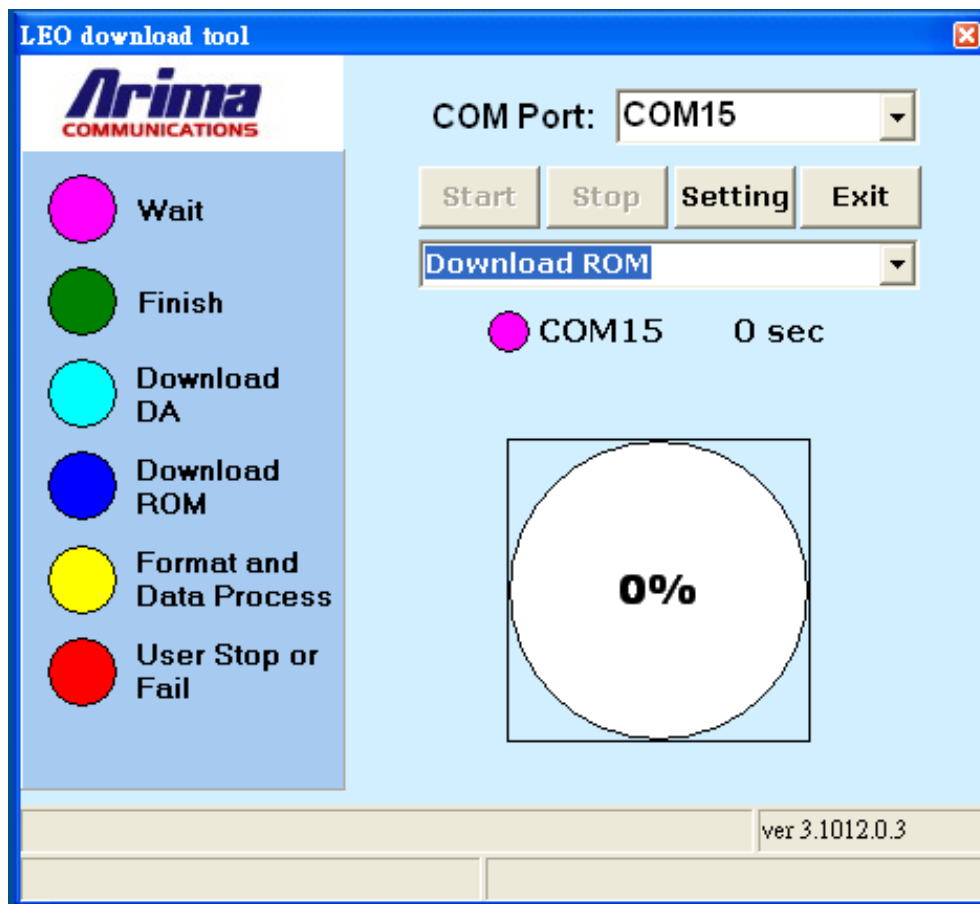 LEO download tool
Arima
COMMUNICATIONS
COM Port: COM15
Start Stop Setting Exit
Download ROM
COM15 0 sec
Wait
Finish
Download
DA
Download
ROM
Format and
Data Process
User Stop or
Fail
0%
ver 3.1012.0.3